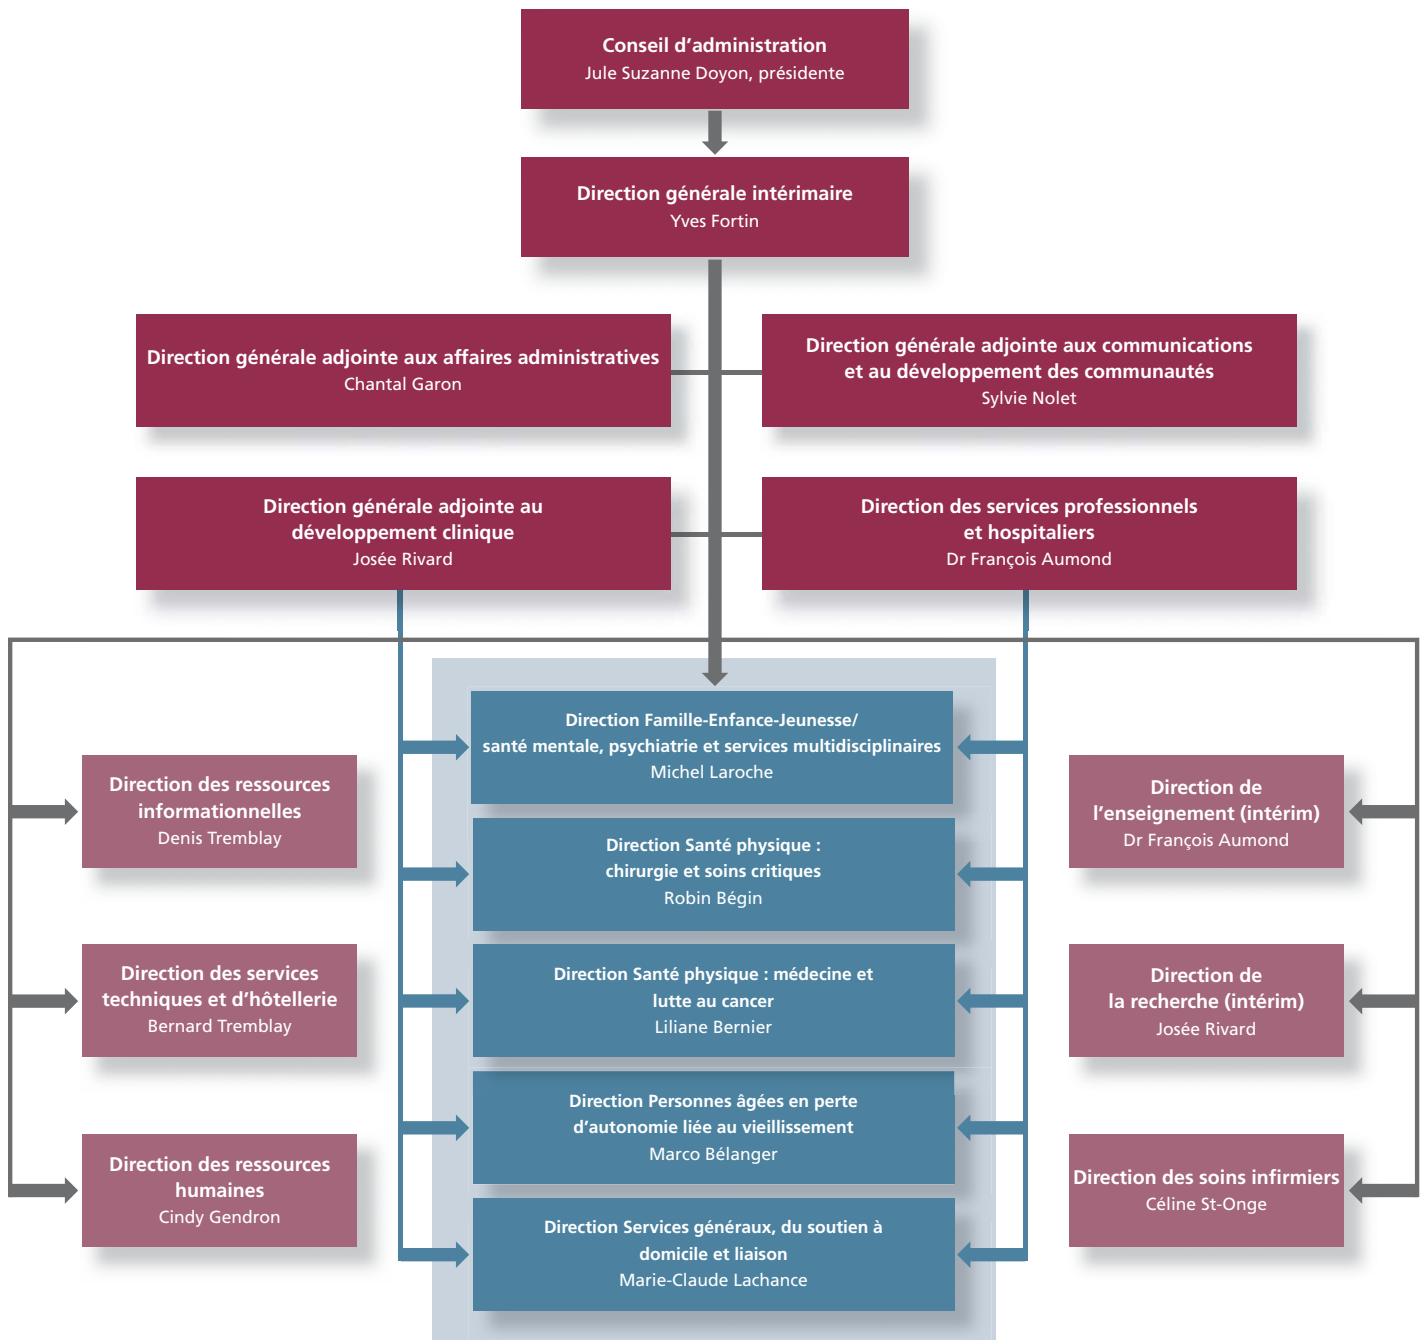 Conseil d'administration
Jule Suzanne Doyon, présidente
Direction générale intérimaire
Yves Fortin
Direction générale adjointe aux affaires administratives
Chantal Garon
Direction générale adjointe aux communications
et au développement des communautés
Sylvie Nolet
Direction générale adjointe au
développement clinique
Josée Rivard
Direction des services professionnels
et hospitaliers
Dr François Aumond
Direction Famille-Enfance-Jeunesse/
santé mentale, psychiatrie et services multidisciplinaires
Michel Laroche
Direction Santé physique :
chirurgie et soins critiques
Robin Bégin
Direction Santé physique : médecine et
lutte au cancer
Liliane Bernier
Direction Personnes âgées en perte
d'autonomie liée au vieillissement
Marco Bélanger
Direction Services généraux, du soutien à
domicile et liaison
Marie-Claude Lachance
Direction des ressources
informationnelles
Denis Tremblay
Direction des services
techniques et d'hôtellerie
Bernard Tremblay
Direction des ressources
humaines
Cindy Gendron
Direction de
l'enseignement (intérim)
Dr François Aumond
Direction de
la recherche (intérim)
Josée Rivard
Direction des soins infirmiers
Céline St-Onge